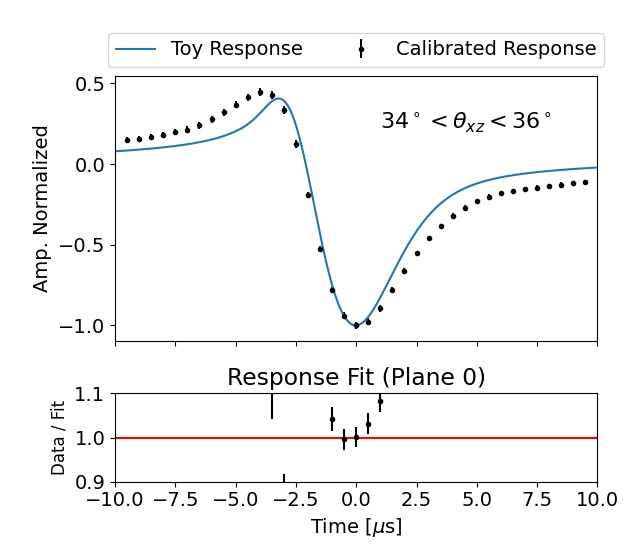 Toy Response Calibrated Response
0.5
0.0
−0.5
−1.0
Amp. Normalized
34° < θxz < 36°
Response Fit (Plane 0)
1.1
1.0
0.9
Data / Fit
−10.0 −7.5 −5.0 −2.5 0.0 2.5 5.0 7.5 10.0
Time [μs]